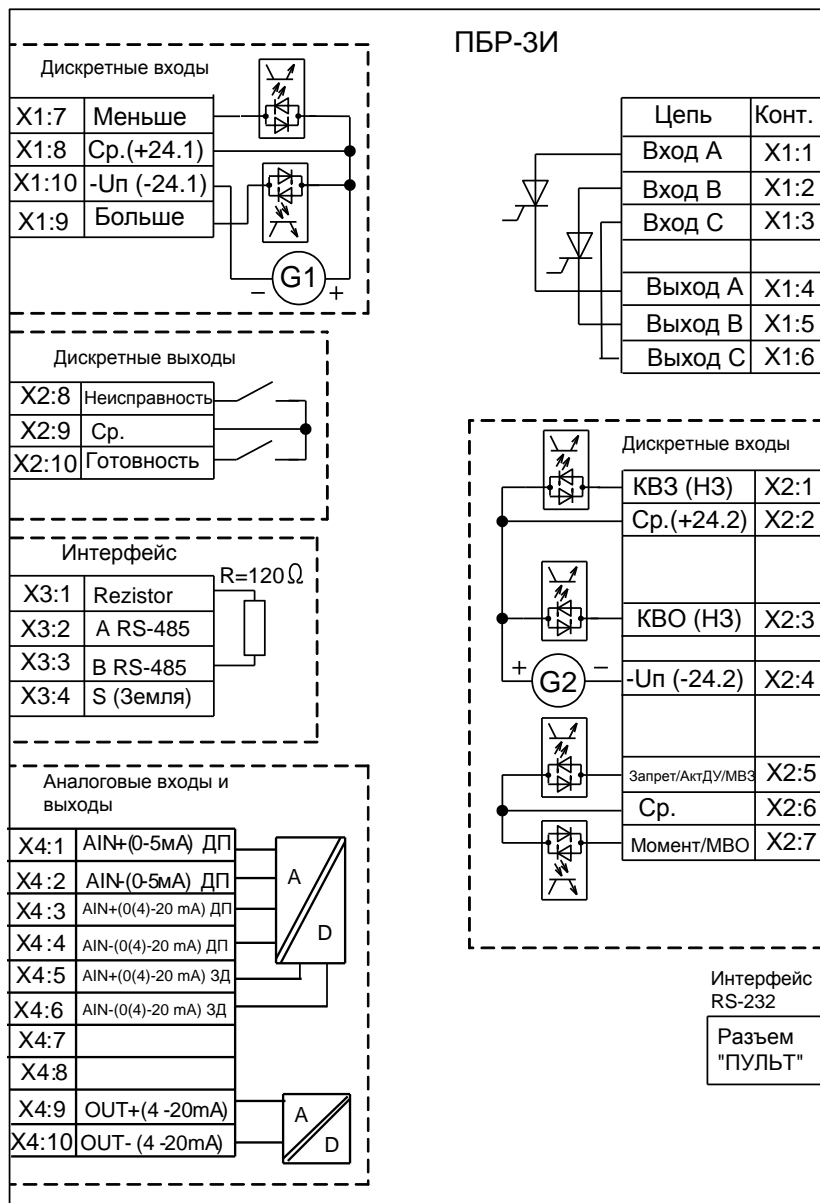 ПБР-3И
Дискретные входы
X1:7 Меньше
X1:8 Ср.(+24.1)
X1:10 -Uп (-24.1)
X1:9 Больше
− G1 +
Дискретные выходы
X2:8 Неисправность
X2:9 Ср.
X2:10 Готовность
Интерфейс
R=120Ω
X3:1 Rezistor
X3:2 A RS-485
X3:3 B RS-485
X3:4 S (Земля)
Аналоговые входы и
выходы
X4:1 AIN+(0-5мА) ДП
X4:2 AIN-(0-5мА) ДП
X4:3 AIN+(0(4)-20 mA) ДП
X4:4 AIN-(0(4)-20 mA) ДП
X4:5 AIN+(0(4)-20 mA) ЗД
X4:6 AIN-(0(4)-20 mA) ЗД
X4:7
X4:8
X4:9 OUT+(4 -20mA)
X4:10 OUT- (4 -20mA)
A
D
A
D
Цепь Конт.
Вход А X1:1
Вход В X1:2
Вход С X1:3
Выход А X1:4
Выход В X1:5
Выход С X1:6
Дискретные входы
КВЗ (НЗ) X2:1
Ср.(+24.2) X2:2
КВО (НЗ) X2:3
+ G2 −
-Uп (-24.2) X2:4
Запрет/АктДУ/МВЗ X2:5
Ср. X2:6
Момент/МВО X2:7
Интерфейс
RS-232
Разъем
"ПУЛЬТ"